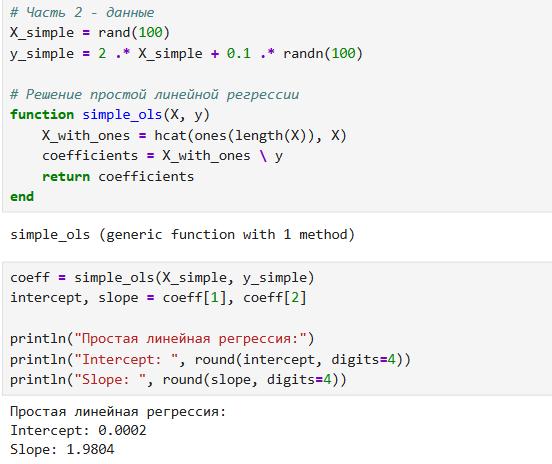 # Часть 2 - данные
X_simple = rand(100)
y_simple = 2 .* X_simple + 0.1 .* randn(100)
# Решение простой линейной регрессии
function simple_ols(X, y)
    X_with_ones = hcat(ones(length(X)), X)
    coefficients = X_with_ones \ y
    return coefficients
end
simple_ols (generic function with 1 method)
coeff = simple_ols(X_simple, y_simple)
intercept, slope = coeff[1], coeff[2]
println("Простая линейная регрессия:")
println("Intercept: ", round(intercept, digits=4))
println("Slope: ", round(slope, digits=4))
Простая линейная регрессия:
Intercept: 0.0002
Slope: 1.9804